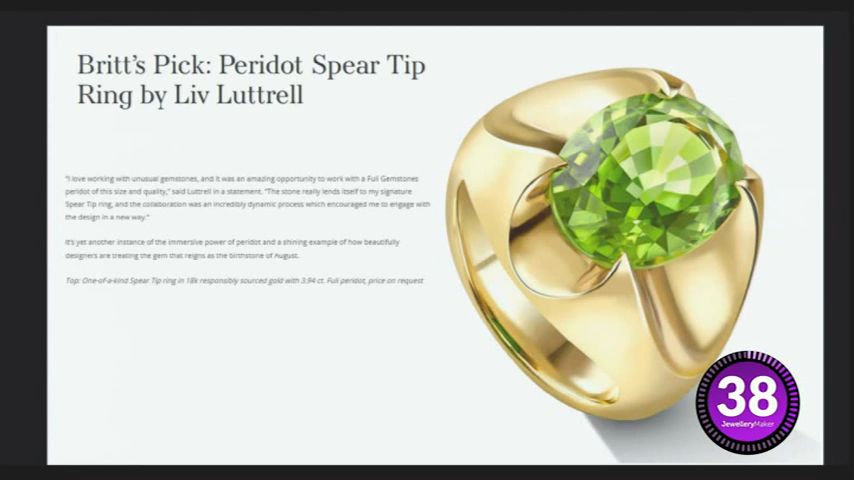 Britt's Pick: Peridot Spear Tip
Ring by Liv Luttrell
"I love working with unusual gemstones, and it was an amazing opportunity to work with a Fuli Gemstones
peridot of this size and quality," said Luttrell in a statement. "The stone really lends itself to my signature
Spear Tip ring, and the collaboration was an incredibly dynamic process which encouraged me to engage with
the design in a new way."
It's yet another instance of the immersive power of peridot and a shining example of how beautifully
designers are treating the gem that reigns as the birthstone of August.
Top: One-of-a-kind Spear Tip ring in 18k responsibly sourced gold with 3.94 ct. Fuli peridot, price on request
38
JewelleryMaker